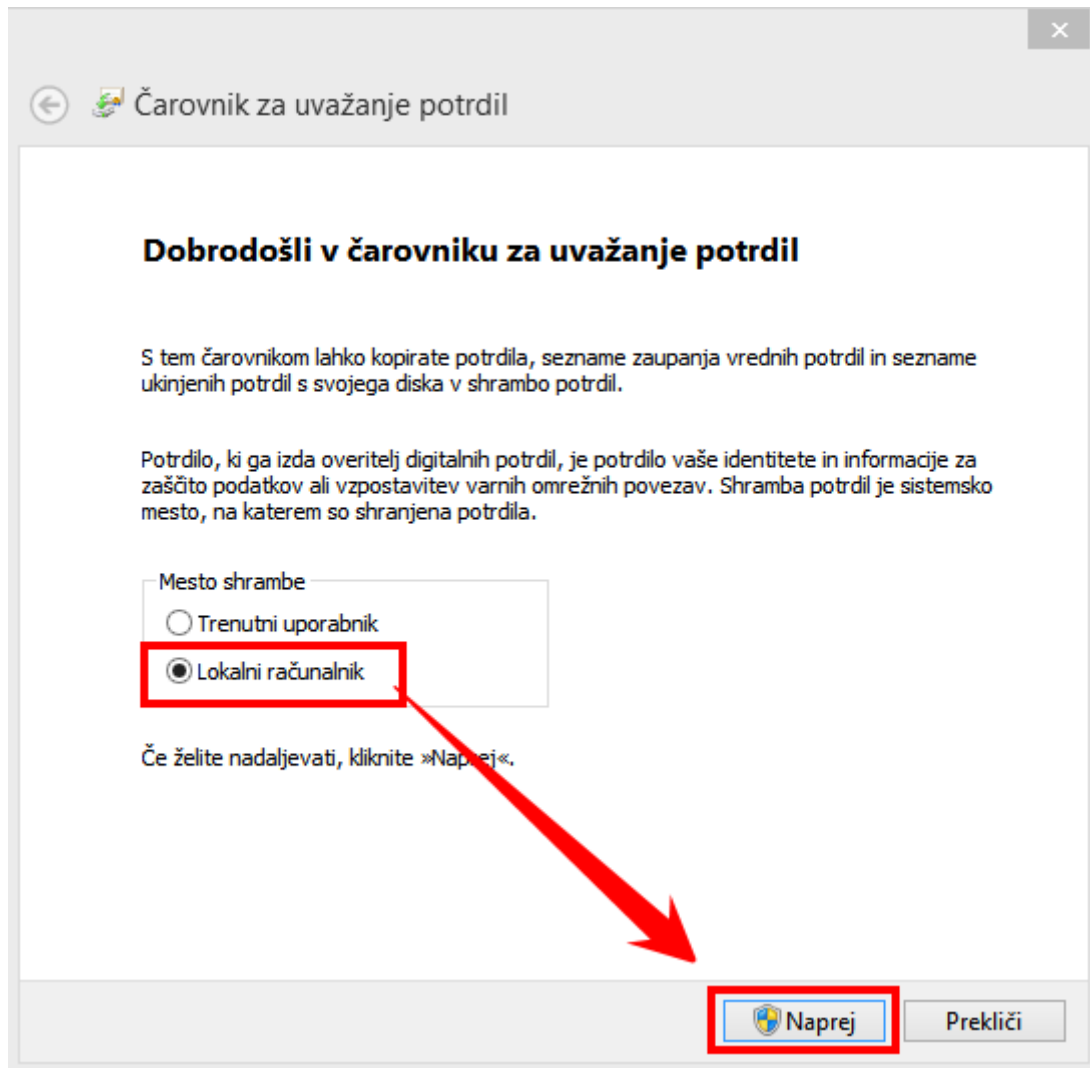 Čarovnik za uvažanje potrdil
Dobrodošli v čarovniku za uvažanje potrdil
S tem čarovnikom lahko kopirate potrdila, sezname zaupanja vrednih potrdil in sezname
ukinjenih potrdil s svojega diska v shrambo potrdil.
Potrdilo, ki ga izda overitelj digitalnih potrdil, je potrdilo vaše identitete in informacije za
zaščito podatkov ali vzpostavitev varnih omrežnih povezav. Shramba potrdil je sistemsko
mesto, na katerem so shranjena potrdila.
Mesto shrambe
Trenutni uporabnik
Lokalni računalnik
Če želite nadaljevati, kliknite »Naprej«.
Naprej
Prekliči